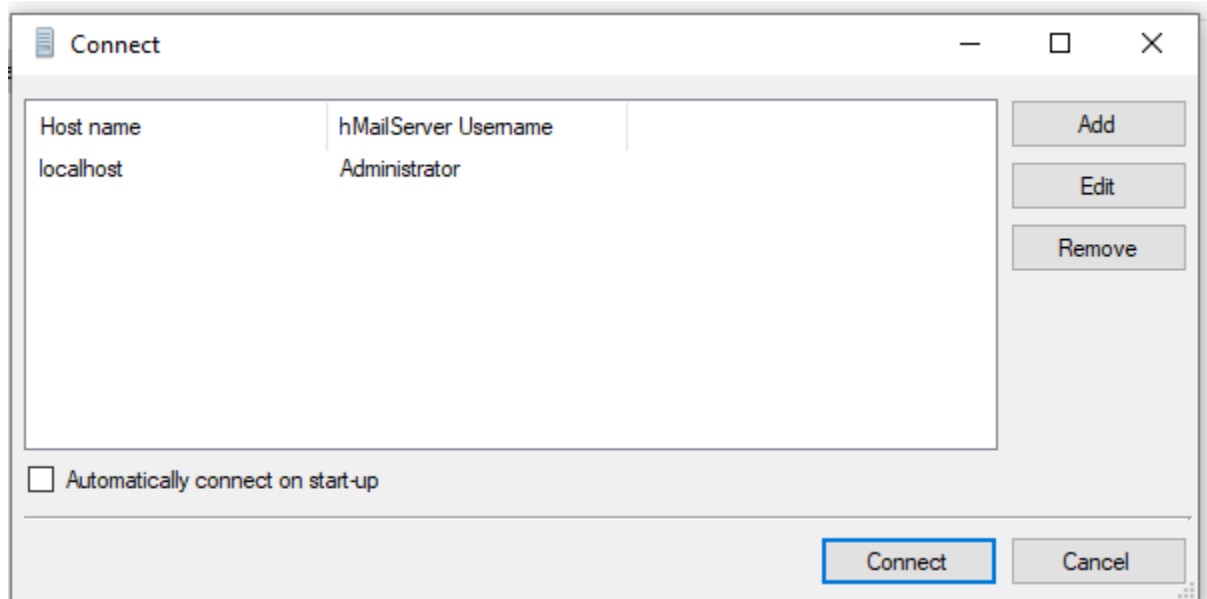 Connect
Host name hMailServer Username
localhost Administrator
Add
Edit
Remove
Automatically connect on start-up
Connect Cancel